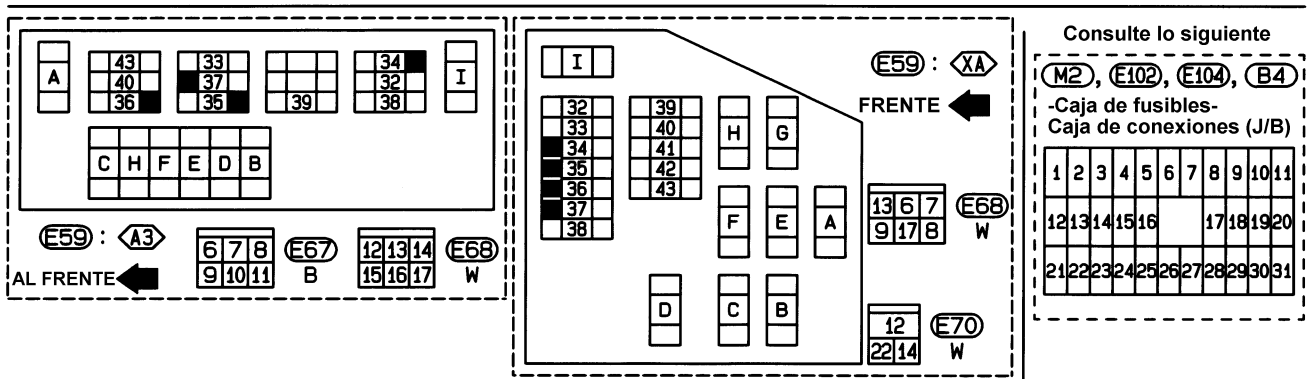 A
43
40
36
33
37
35
39
34
32
38
I
C H F E D B
E59 : A3
AL FRENTE
6 7 8
9 10 11
E67
B
12 13 14
15 16 17
E68
W
I
E59 : XA
FRENTE
32
33
34
35
36
37
38
39
40
41
42
43
H G
F E A
D C B
13 6 7
9 17 8
E68
W
12
22 14
E70
W
Consulte lo siguiente
M2, E102, E104, B4
-Caja de fusibles-
Caja de conexiones (J/B)
1 2 3 4 5 6 7 8 9 10 11
12 13 14 15 16 17 18 19 20
21 22 23 24 25 26 27 28 29 30 31